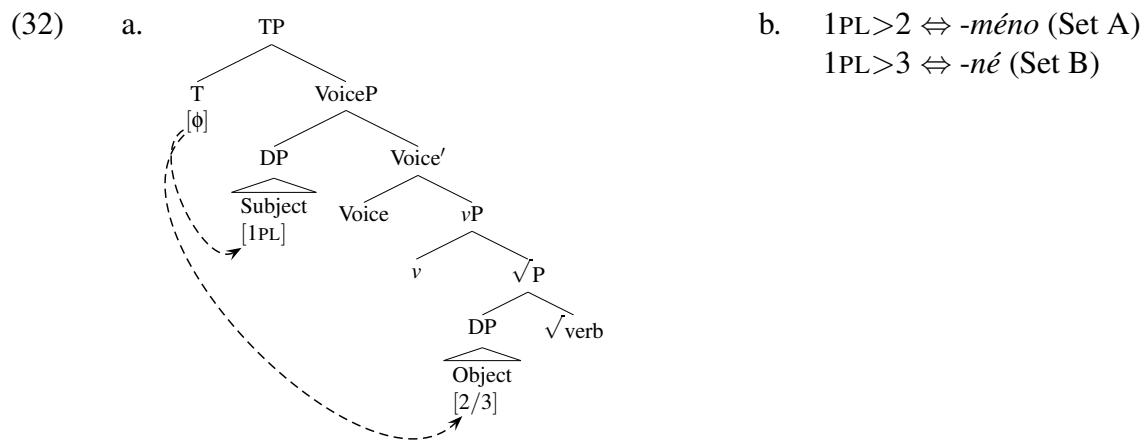 (32) a. TP b. 1PL>2 ⇔ -méno (Set A)
1PL>3 ⇔ -né (Set B)
T VoiceP
[ϕ]
DP Voice′
Subject Voice vP
[1PL]
v √P
DP √verb
Object
[2/3]